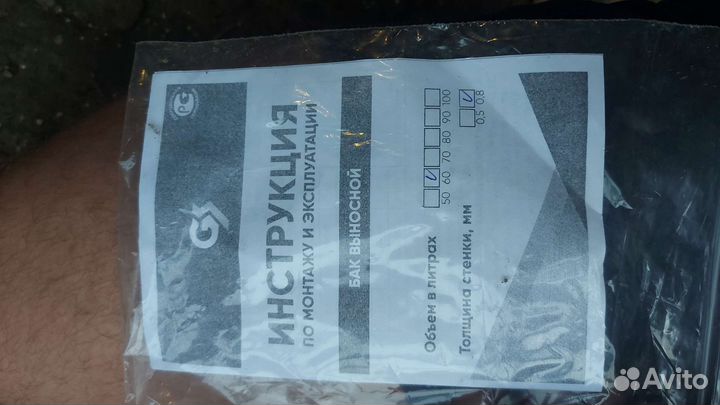 РСТ
G
ИНСТРУКЦИЯ
ПО МОНТАЖУ И ЭКСПЛУАТАЦИИ
БАК ВЫНОСНОЙ
Объем в литрах
50 60 70 80 90 100
Толщина стенки, мм
0,5 0,8
Avito